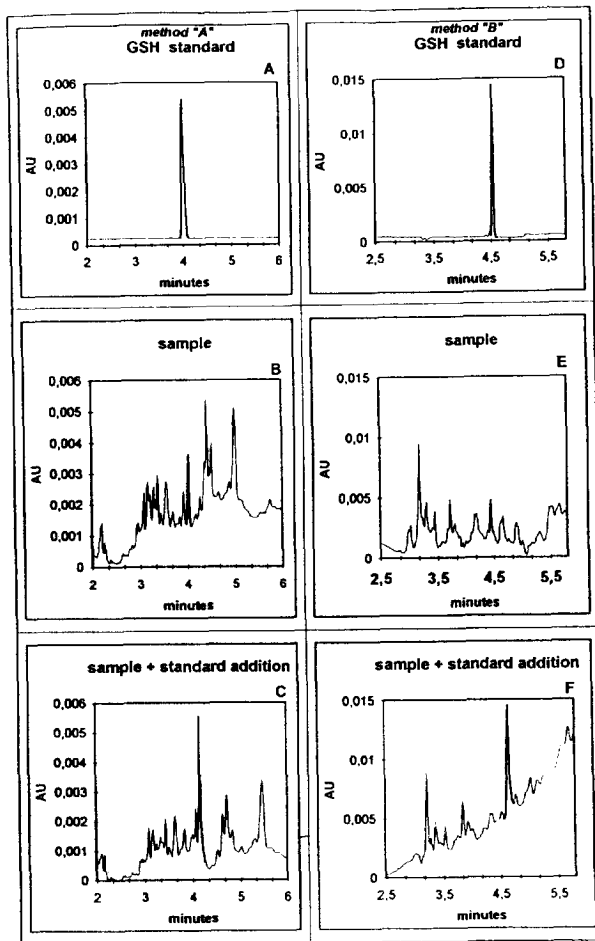 method "A"
GSH standard
A
0,006
0,005
0,004
0,003
0,002
0,001
0
AU
2 3 4 5 6
minutes
method "B"
GSH standard
D
0,015
0,01
0,005
0
AU
2,5 3,5 4,5 5,5
minutes
sample
B
0,006
0,005
0,004
0,003
0,002
0,001
0
AU
2 3 4 5 6
minutes
sample
E
0,015
0,01
0,005
0
AU
2,5 3,5 4,5 5,5
minutes
sample + standard addition
C
0,006
0,005
0,004
0,003
0,002
0,001
0
AU
2 3 4 5 6
minutes
sample + standard addition
F
0,015
0,01
0,005
0
AU
2,5 3,5 4,5 5,5
minutes